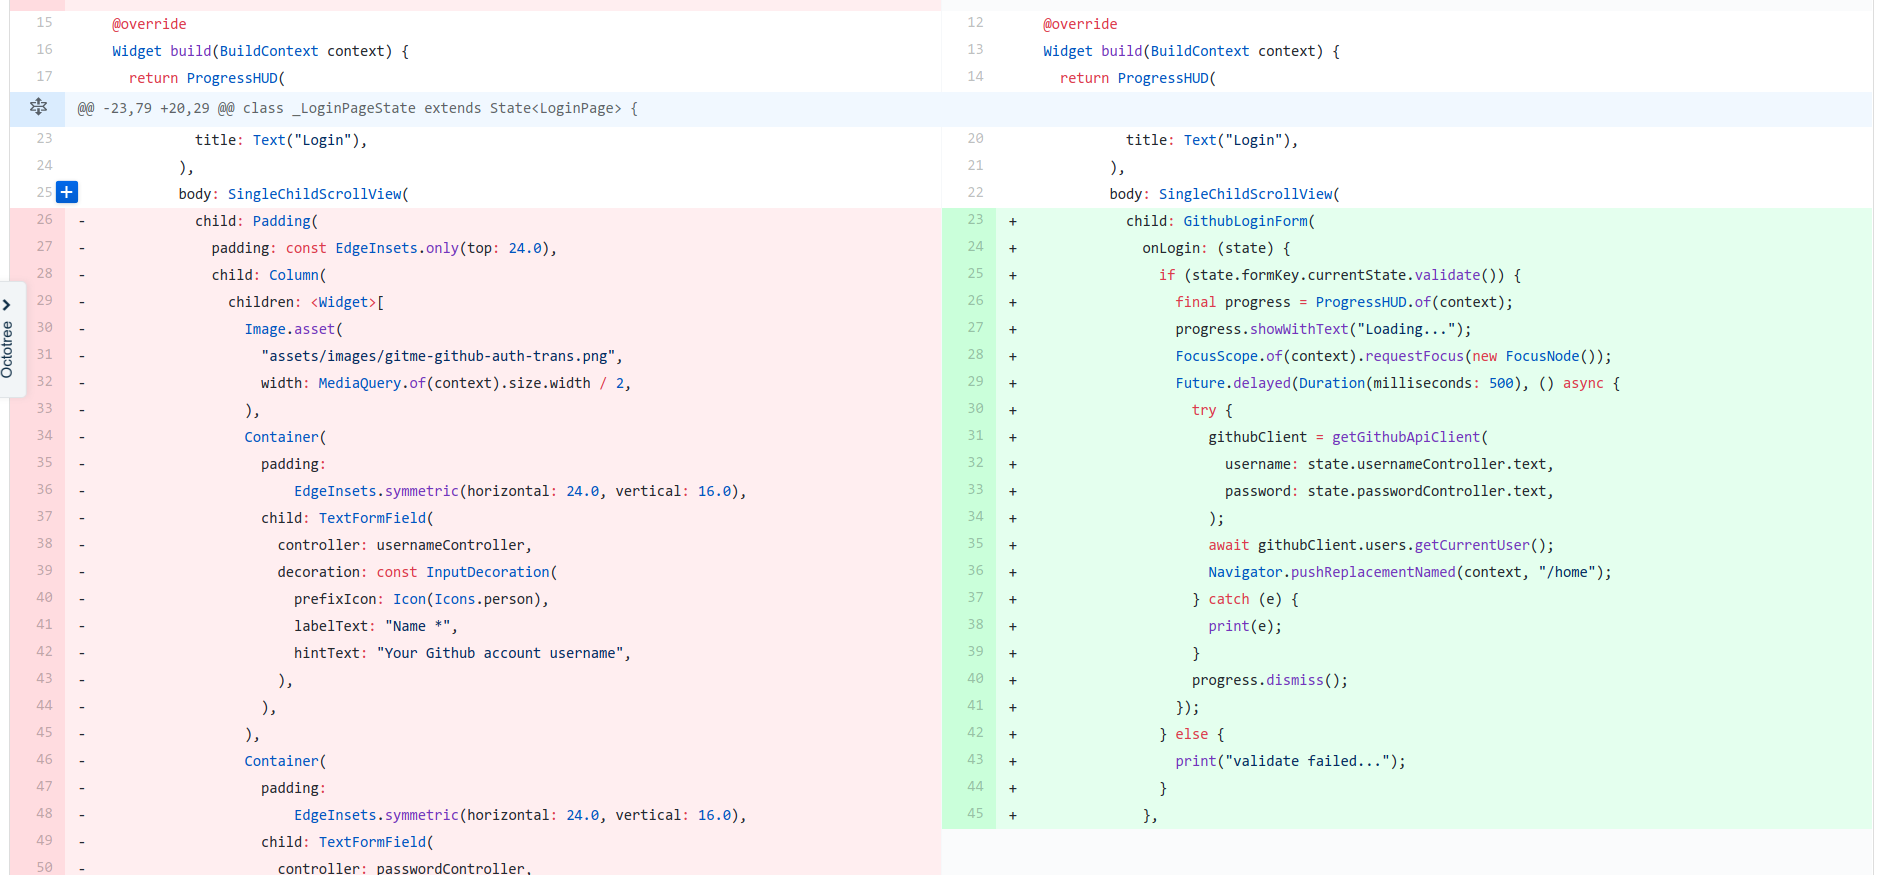 15 @override
16 Widget build(BuildContext context) {
17 return ProgressHUD(
@@ -23,79 +20,29 @@ class _LoginPageState extends State<LoginPage> {
23 title: Text("Login"),
24 ),
25 + body: SingleChildScrollView(
26 - child: Padding(
27 - padding: const EdgeInsets.only(top: 24.0),
28 - child: Column(
29 - children: <Widget>[
30 - Image.asset(
31 - "assets/images/gitme-github-auth-trans.png",
32 - width: MediaQuery.of(context).size.width / 2,
33 - ),
34 - Container(
35 - padding:
36 - EdgeInsets.symmetric(horizontal: 24.0, vertical: 16.0),
37 - child: TextFormField(
38 - controller: usernameController,
39 - decoration: const InputDecoration(
40 - prefixIcon: Icon(Icons.person),
41 - labelText: "Name *",
42 - hintText: "Your Github account username",
43 - ),
44 - ),
45 - ),
46 - Container(
47 - padding:
48 - EdgeInsets.symmetric(horizontal: 24.0, vertical: 16.0),
49 - child: TextFormField(
50 - controller: passwordController,
12 @override
13 Widget build(BuildContext context) {
14 return ProgressHUD(
20 title: Text("Login"),
21 ),
22 body: SingleChildScrollView(
23 + child: GithubLoginForm(
24 + onLogin: (state) {
25 + if (state.formKey.currentState.validate()) {
26 + final progress = ProgressHUD.of(context);
27 + progress.showWithText("Loading...");
28 + FocusScope.of(context).requestFocus(new FocusNode());
29 + Future.delayed(Duration(milliseconds: 500), () async {
30 + try {
31 + githubClient = getGithubApiClient(
32 + username: state.usernameController.text,
33 + password: state.passwordController.text,
34 + );
35 + await githubClient.users.getCurrentUser();
36 + Navigator.pushReplacementNamed(context, "/home");
37 + } catch (e) {
38 + print(e);
39 + }
40 + progress.dismiss();
41 + });
42 + } else {
43 + print("validate failed...");
44 + }
45 + },
Octotree